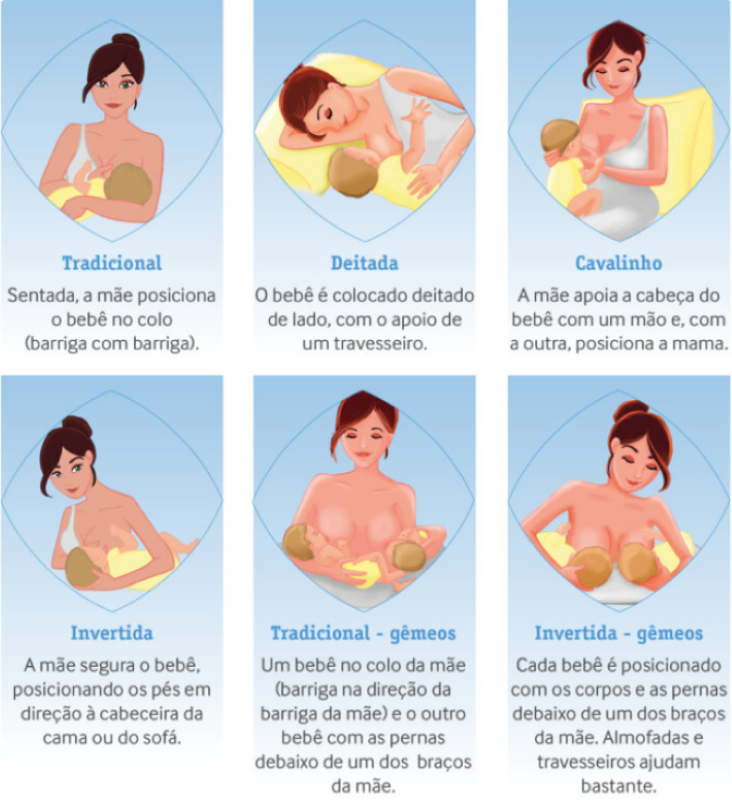 Tradicional
Sentada, a mãe posiciona
o bebê no colo
(barriga com barriga).
Deitada
O bebê é colocado deitado
de lado, com o apoio de
um travesseiro.
Cavalinho
A mãe apoia a cabeça do
bebê com um mão e, com
a outra, posiciona a mama.
Invertida
A mãe segura o bebê,
posicionando os pés em
direção à cabeceira da
cama ou do sofá.
Tradicional - gêmeos
Um bebê no colo da mãe
(barriga na direção da
barriga da mãe) e o outro
bebê com as pernas
debaixo de um dos braços
da mãe.
Invertida - gêmeos
Cada bebê é posicionado
com os corpos e as pernas
debaixo de um dos braços
da mãe. Almofadas e
travesseiros ajudam
bastante.